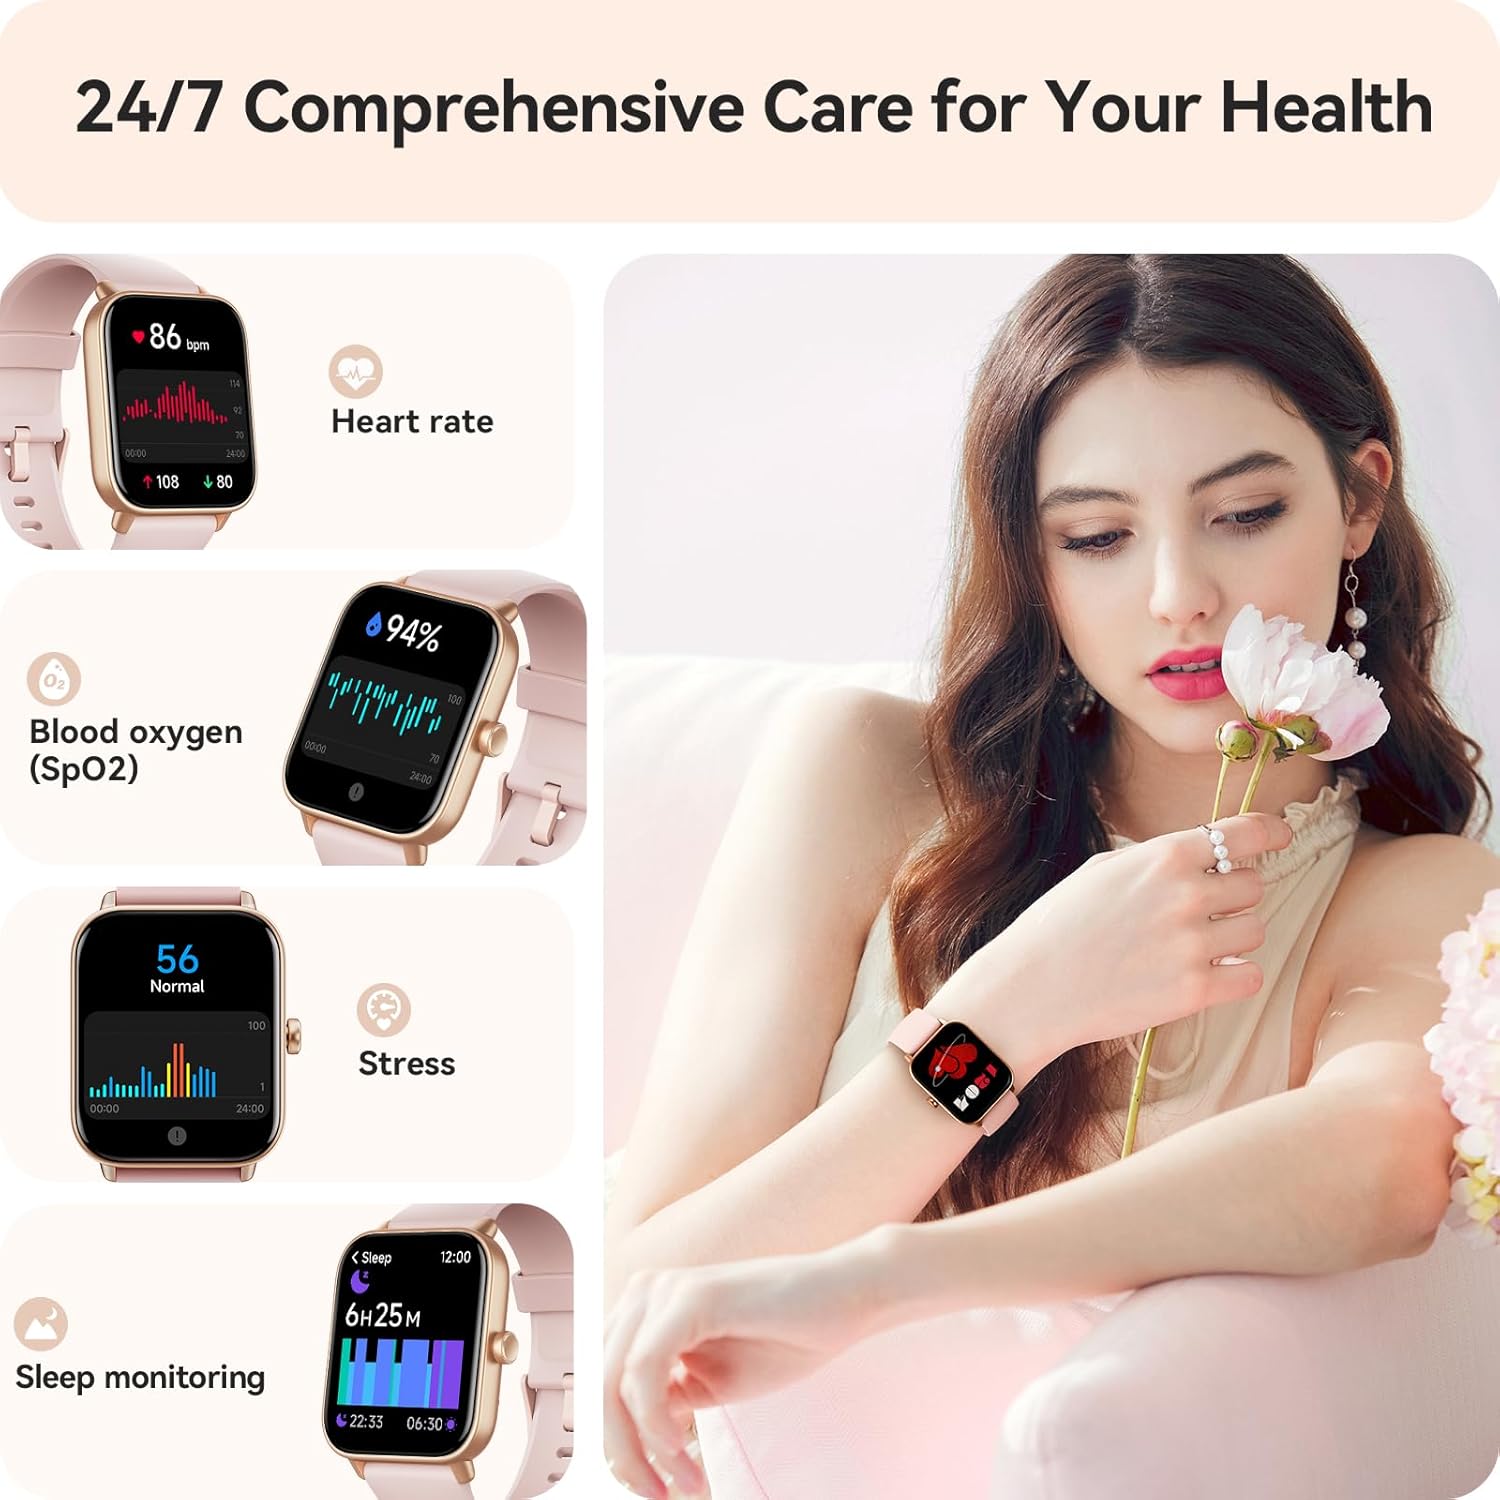 24/7 Comprehensive Care for Your Health
86 bpm
114
92
70
00:00 24:00
108 80
Heart rate
94%
100
70
00:00
24:00
O2
Blood oxygen
(SpO2)
56
Normal
100
1
00:00 24:00
Stress
Sleep 12:00
6H25M
22:33 06:30
Sleep monitoring